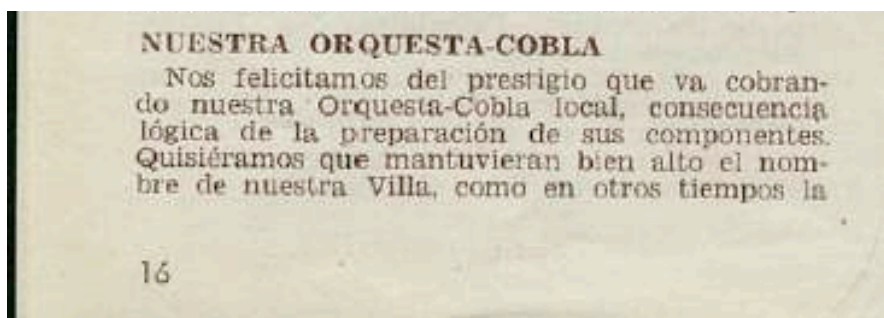 NUESTRA ORQUESTA-COBLA
Nos felicitamos del prestigio que va cobran-
do nuestra Orquesta-Cobla local, consecuencia
lógica de la preparación de sus componentes.
Quisiéramos que mantuvieran bien alto el nom-
bre de nuestra Villa, como en otros tiempos la
16